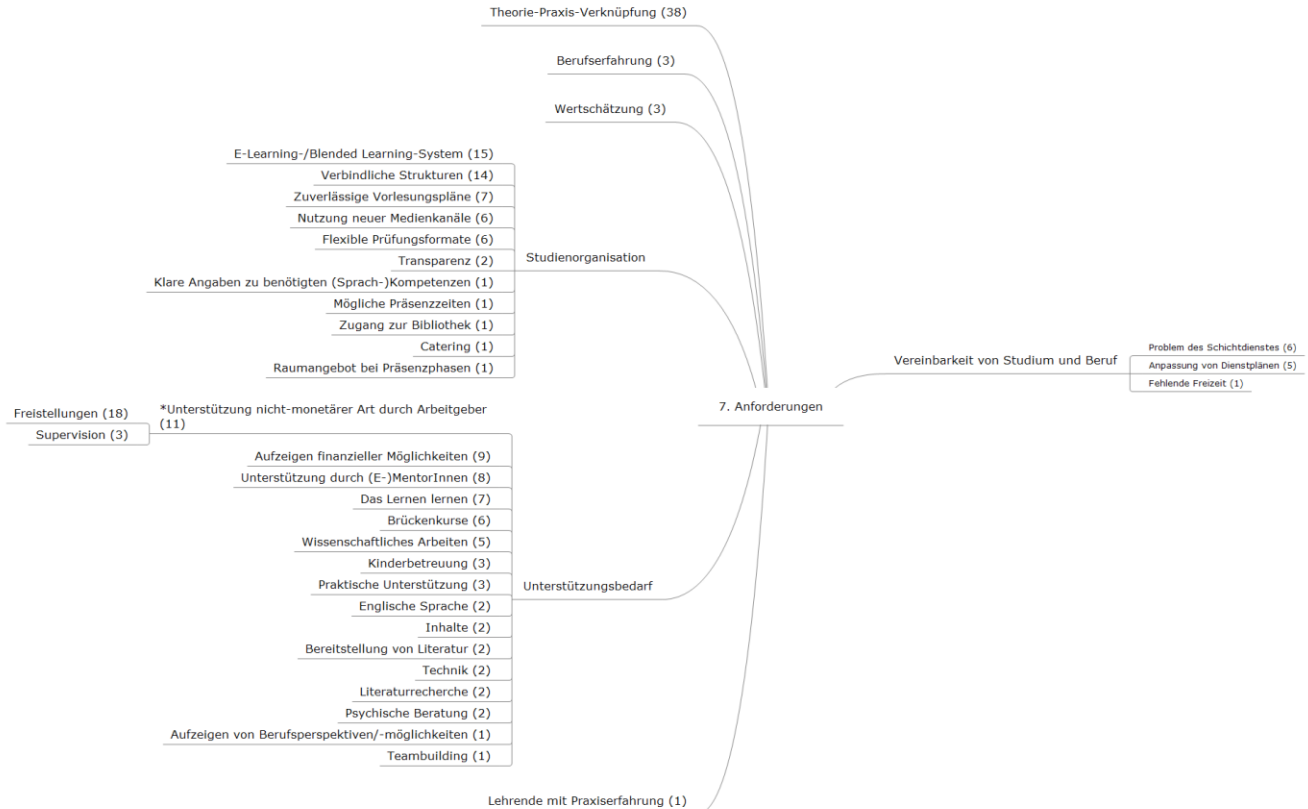 Theorie-Praxis-Verknüpfung (38)
Berufserfahrung (3)
Wertschätzung (3)
E-Learning-/Blended Learning-System (15)
Verbindliche Strukturen (14)
Zuverlässige Vorlesungspläne (7)
Nutzung neuer Medienkanäle (6)
Flexible Prüfungsformate (6)
Transparenz (2)
Klare Angaben zu benötigten (Sprach-)Kompetenzen (1)
Mögliche Präsenzzeiten (1)
Zugang zur Bibliothek (1)
Catering (1)
Raumangebot bei Präsenzphasen (1)
Studienorganisation
Freistellungen (18)
Supervision (3)
*Unterstützung nicht-monetärer Art durch Arbeitgeber
(11)
Aufzeigen finanzieller Möglichkeiten (9)
Unterstützung durch (E-)MentorInnen (8)
Das Lernen lernen (7)
Brückenkurse (6)
Wissenschaftliches Arbeiten (5)
Kinderbetreuung (3)
Praktische Unterstützung (3)
Englische Sprache (2)
Inhalte (2)
Bereitstellung von Literatur (2)
Technik (2)
Literaturrecherche (2)
Psychische Beratung (2)
Aufzeigen von Berufsperspektiven/-möglichkeiten (1)
Teambuilding (1)
Unterstützungsbedarf
Lehrende mit Praxiserfahrung (1)
7. Anforderungen
Vereinbarkeit von Studium und Beruf
Problem des Schichtdienstes (6)
Anpassung von Dienstplänen (5)
Fehlende Freizeit (1)